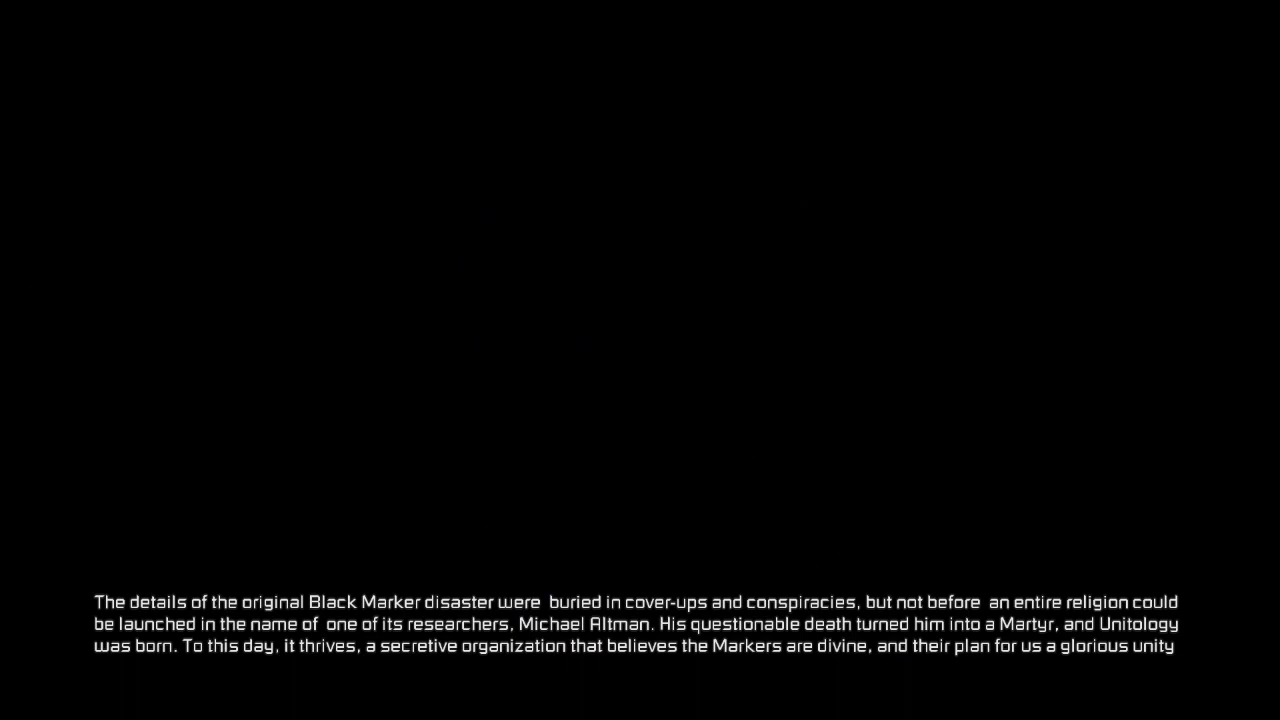 The details of the original Black Marker disaster were buried in cover-ups and conspiracies, but not before an entire religion could
be launched in the name of one of its researchers, Michael Altman. His questionable death turned him into a Martyr, and Unitology
was born. To this day, it thrives, a secretive organization that believes the Markers are divine, and their plan for us a glorious unity